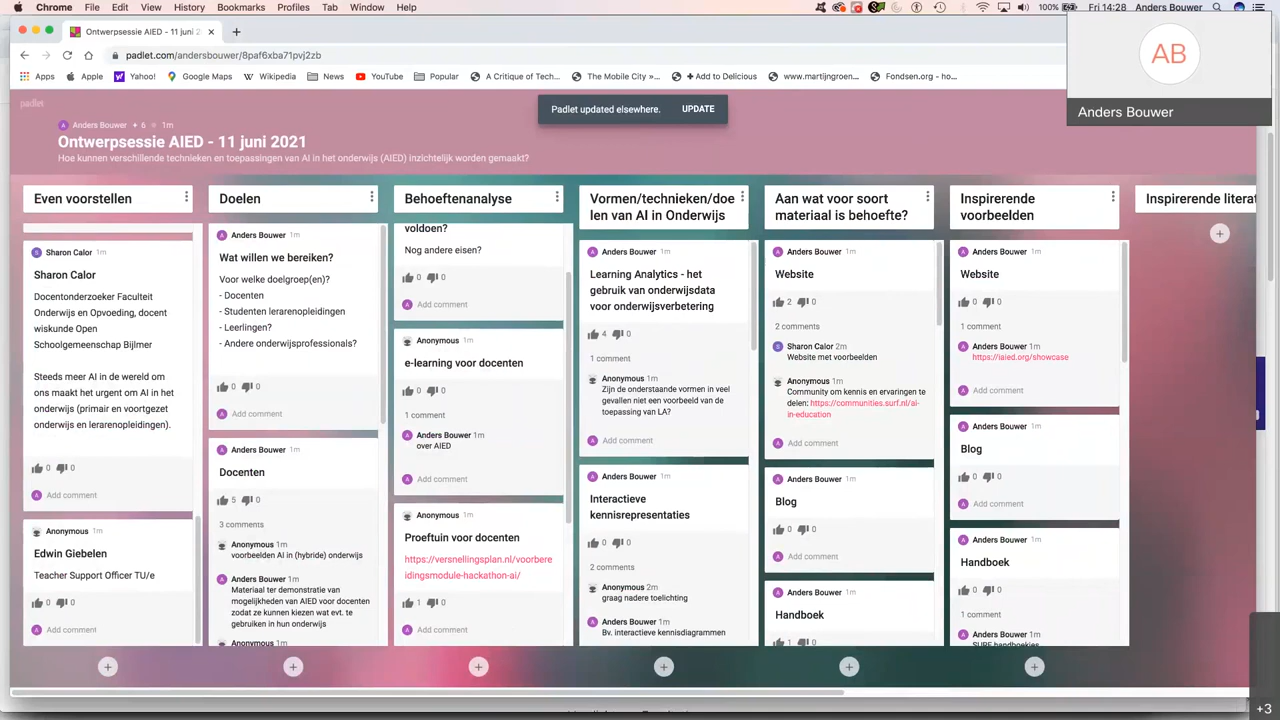 Chrome File Edit View History Bookmarks Profiles Tab Window Help 100% Fri 14:28 Anders Bouwer
Ontwerpsessie AIED - 11 juni 2
padlet.com/andersbouwer/8paf6xba71pvj2zb
Apps Apple Yahoo! Google Maps Wikipedia News YouTube Popular A Critique of Tech... The Mobile City »... + Add to Delicious www.martijngroen... Fondsen.org - ho...
AB
Anders Bouwer
padlet
Padlet updated elsewhere. UPDATE
Anders Bouwer + 6 1m
Ontwerpsessie AIED - 11 juni 2021
Hoe kunnen verschillende technieken en toepassingen van AI in het onderwijs (AIED) inzichtelijk worden gemaakt?
Even voorstellen
Sharon Calor 1m
Sharon Calor
Docentonderzoeker Faculteit
Onderwijs en Opvoeding, docent
wiskunde Open
Schoolgemeenschap Bijlmer
Steeds meer AI in de wereld om
ons maakt het urgent om AI in het
onderwijs (primair en voortgezet
onderwijs en lerarenopleidingen).
0 0
Add comment
Anonymous 1m
Edwin Giebelen
Teacher Support Officer TU/e
0 0
Add comment
Doelen
Anders Bouwer 1m
Wat willen we bereiken?
Voor welke doelgroep(en)?
- Docenten
- Studenten lerarenopleidingen
- Leerlingen?
- Andere onderwijsprofessionals?
0 0
Add comment
Anders Bouwer 1m
Docenten
5 0
3 comments
Anonymous 1m
voorbeelden AI in (hybride) onderwijs
Anders Bouwer 1m
Materiaal ter demonstratie van
mogelijkheden van AIED voor docenten
zodat ze kunnen kiezen wat evt. te
gebruiken in hun onderwijs
Anonymous 1m
Behoeftenanalyse
voldoen?
Nog andere eisen?
0 0
Add comment
Anonymous 1m
e-learning voor docenten
0 0
1 comment
Anders Bouwer 1m
over AIED
Add comment
Anonymous 1m
Proeftuin voor docenten
https://versnellingsplan.nl/voorbere
idingsmodule-hackathon-ai/
1 0
Add comment
Vormen/technieken/doe
len van AI in Onderwijs
Anders Bouwer 1m
Learning Analytics - het
gebruik van onderwijsdata
voor onderwijsverbetering
4 0
1 comment
Anonymous 1m
Zijn de onderstaande vormen in veel
gevallen niet een voorbeeld van de
toepassing van LA?
Add comment
Anders Bouwer 1m
Interactieve
kennisrepresentaties
0 0
2 comments
Anonymous 2m
graag nadere toelichting
Anders Bouwer 1m
Bv. interactieve kennisdiagrammen
Aan wat voor soort
materiaal is behoefte?
Anders Bouwer 1m
Website
2 0
2 comments
Sharon Calor 2m
Website met voorbeelden
Anonymous 1m
Community om kennis en ervaringen te
delen: https://communities.surf.nl/ai-
in-education
Add comment
Anders Bouwer 1m
Blog
0 0
Add comment
Anders Bouwer 1m
Handboek
1 0
Inspirerende
voorbeelden
Anders Bouwer 1m
Website
0 0
1 comment
Anders Bouwer 1m
https://iaied.org/showcase
Add comment
Anders Bouwer 1m
Blog
0 0
Add comment
Anders Bouwer 1m
Handboek
0 0
1 comment
Anders Bouwer 1m
SURF handboekjes
Inspirerende literat
+3